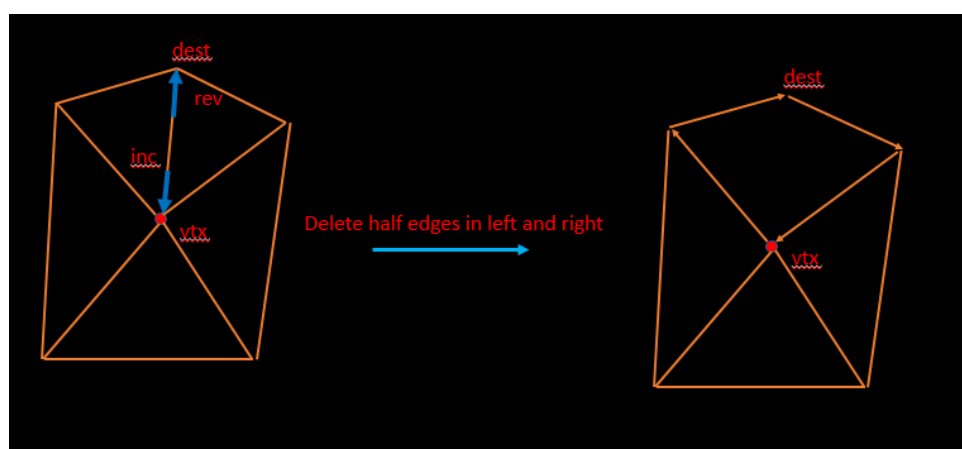 dest
rev
inc
vtx
Delete half edges in left and right
dest
vtx